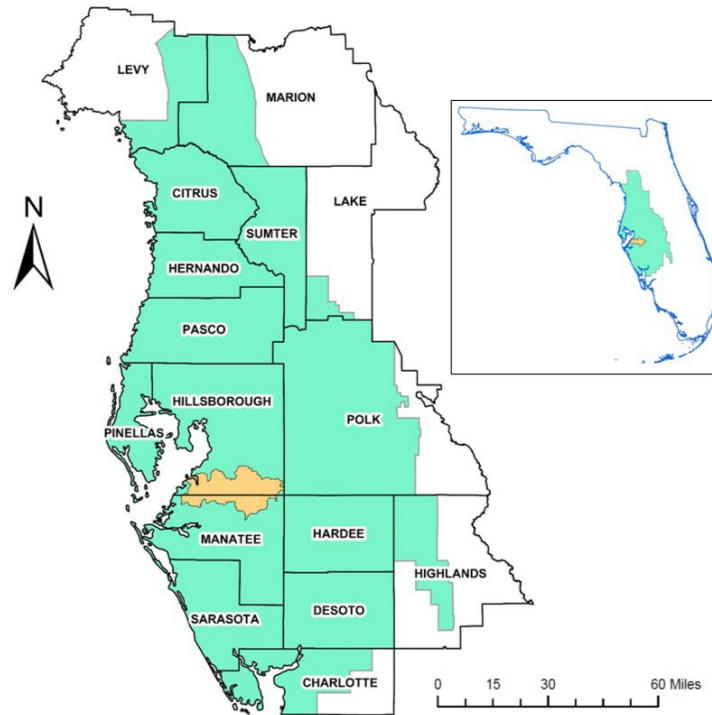 LEVY
MARION
CITRUS
LAKE
SUMTER
N
HERNANDO
PASCO
HILLSBOROUGH
POLK
PINELLAS
MANATEE
HARDEE
HIGHLANDS
SARASOTA
DESOTO
CHARLOTTE
0 15 30 60 Miles